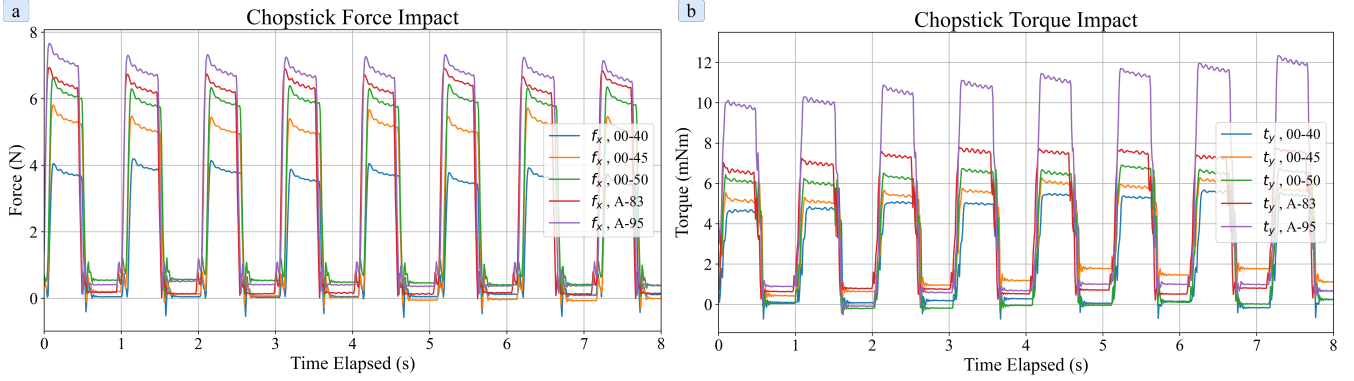 a
Chopstick Force Impact
Force (N)
8
6
4
2
0
f_x , 00-40
f_x , 00-45
f_x , 00-50
f_x , A-83
f_x , A-95
0 1 2 3 4 5 6 7 8
Time Elapsed (s)
b
Chopstick Torque Impact
Torque (mNm)
12
10
8
6
4
2
0
t_y , 00-40
t_y , 00-45
t_y , 00-50
t_y , A-83
t_y , A-95
0 1 2 3 4 5 6 7 8
Time Elapsed (s)